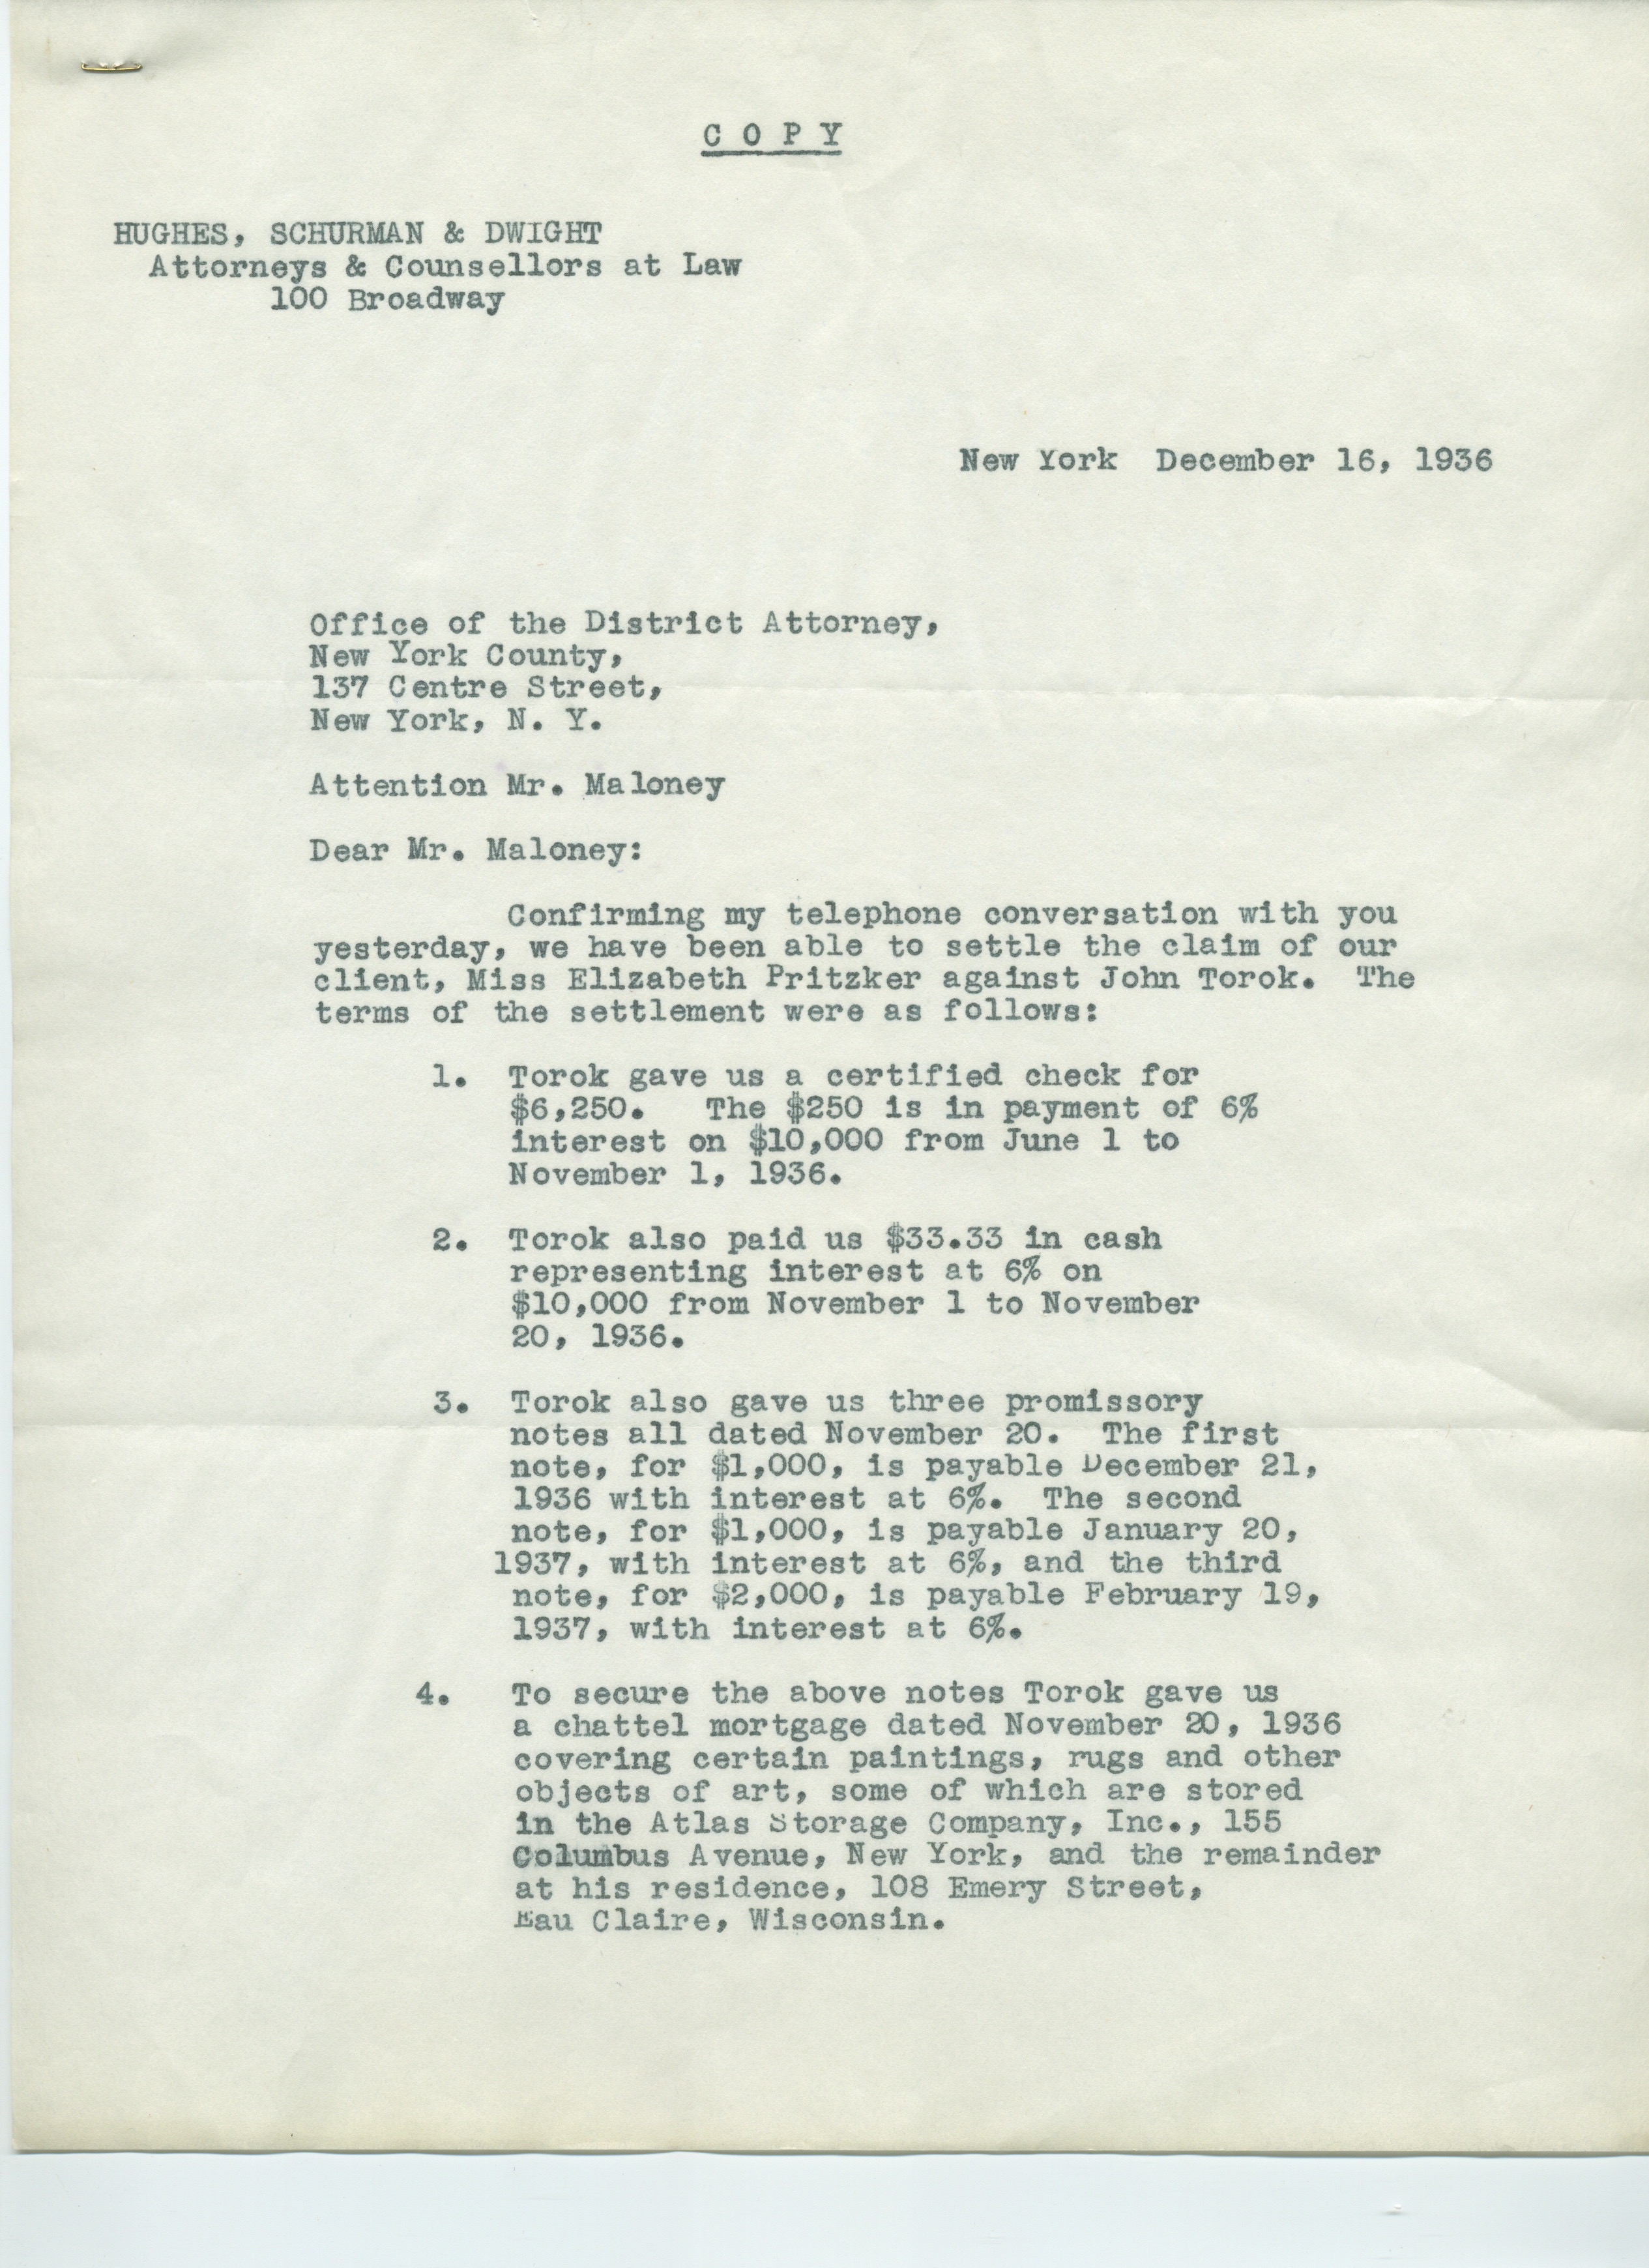 C O P Y
HUGHES, SCHURMAN & DWIGHT
Attorneys & Counsellors at Law
100 Broadway
New York December 16, 1936
Office of the District Attorney,
New York County,
137 Centre Street,
New York, N. Y.
Attention Mr. Maloney
Dear Mr. Maloney:
Confirming my telephone conversation with you
yesterday, we have been able to settle the claim of our
client, Miss Elizabeth Pritzker against John Torok. The
terms of the settlement were as follows:
1. Torok gave us a certified check for
$6,250. The $250 is in payment of 6%
interest on $10,000 from June 1 to
November 1, 1936.
2. Torok also paid us $33.33 in cash
representing interest at 6% on
$10,000 from November 1 to November
20, 1936.
3. Torok also gave us three promissory
notes all dated November 20. The first
note, for $1,000, is payable December 21,
1936 with interest at 6%. The second
note, for $1,000, is payable January 20,
1937, with interest at 6%, and the third
note, for $2,000, is payable February 19,
1937, with interest at 6%.
4. To secure the above notes Torok gave us
a chattel mortgage dated November 20, 1936
covering certain paintings, rugs and other
objects of art, some of which are stored
in the Atlas Storage Company, Inc., 155
Columbus Avenue, New York, and the remainder
at his residence, 108 Emery Street,
Eau Claire, Wisconsin.